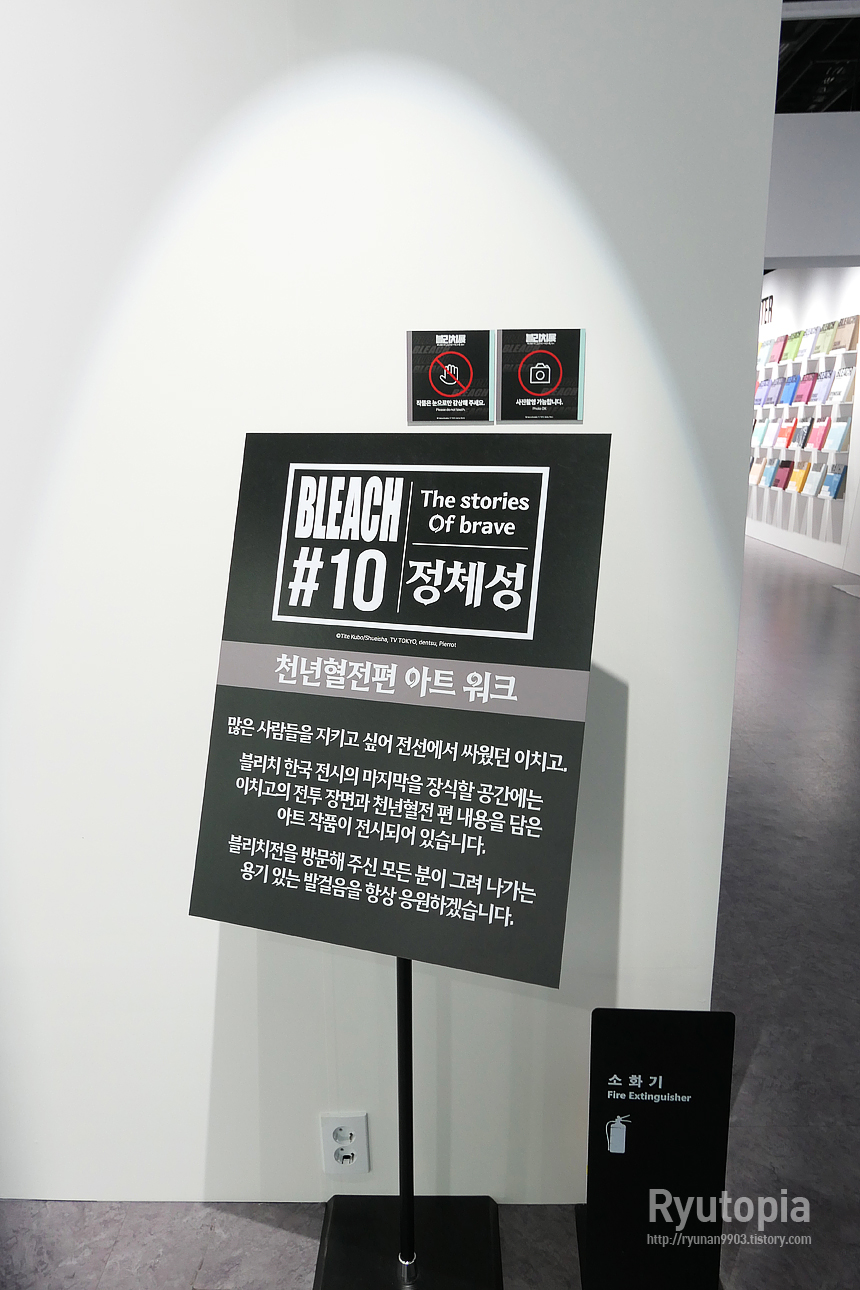 TER
블리치展
작품은 눈으로만 감상해 주세요.
Please do not touch.
블리치展
사진촬영 가능합니다.
Photo OK
BLEACH
#10
The stories
Of brave
정체성
©Tite Kubo/Shueisha, TV TOKYO, dentsu, Pierrot
천년혈전편 아트 워크
많은 사람들을 지키고 싶어 전선에서 싸웠던 이치고.
블리치 한국 전시의 마지막을 장식할 공간에는
이치고의 전투 장면과 천년혈전 편 내용을 담은
아트 작품이 전시되어 있습니다.
블리치전을 방문해 주신 모든 분이 그려 나가는
용기 있는 발걸음을 항상 응원하겠습니다.
소화기
Fire Extinguisher
Ryutopia
http://ryunan9903.tistory.com